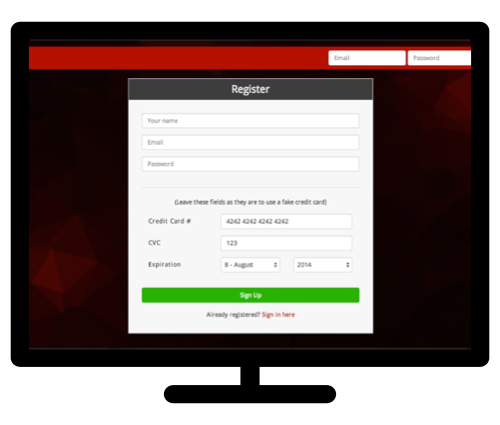 Email Password
Register
Your name
Email
Password
(Leave these fields as they are to use a fake credit card)
Credit Card # 4242 4242 4242 4242
CVC 123
Expiration 8 - August 2014
Sign Up
Already registered? Sign in here